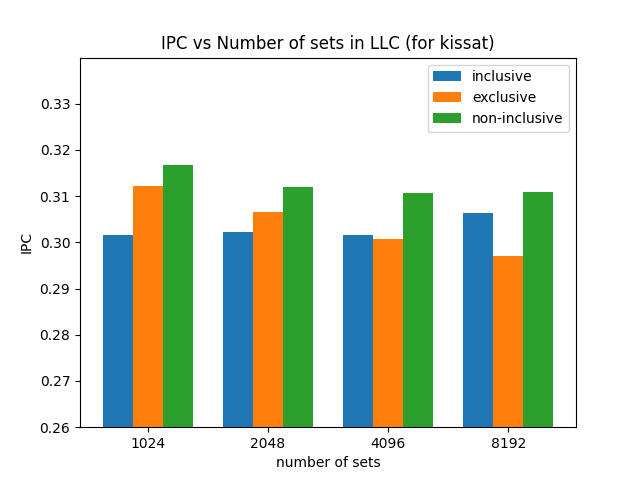 IPC vs Number of sets in LLC (for kissat)
inclusive
exclusive
non-inclusive
0.33
0.32
0.31
0.30
0.29
0.28
0.27
0.26
IPC
1024 2048 4096 8192
number of sets